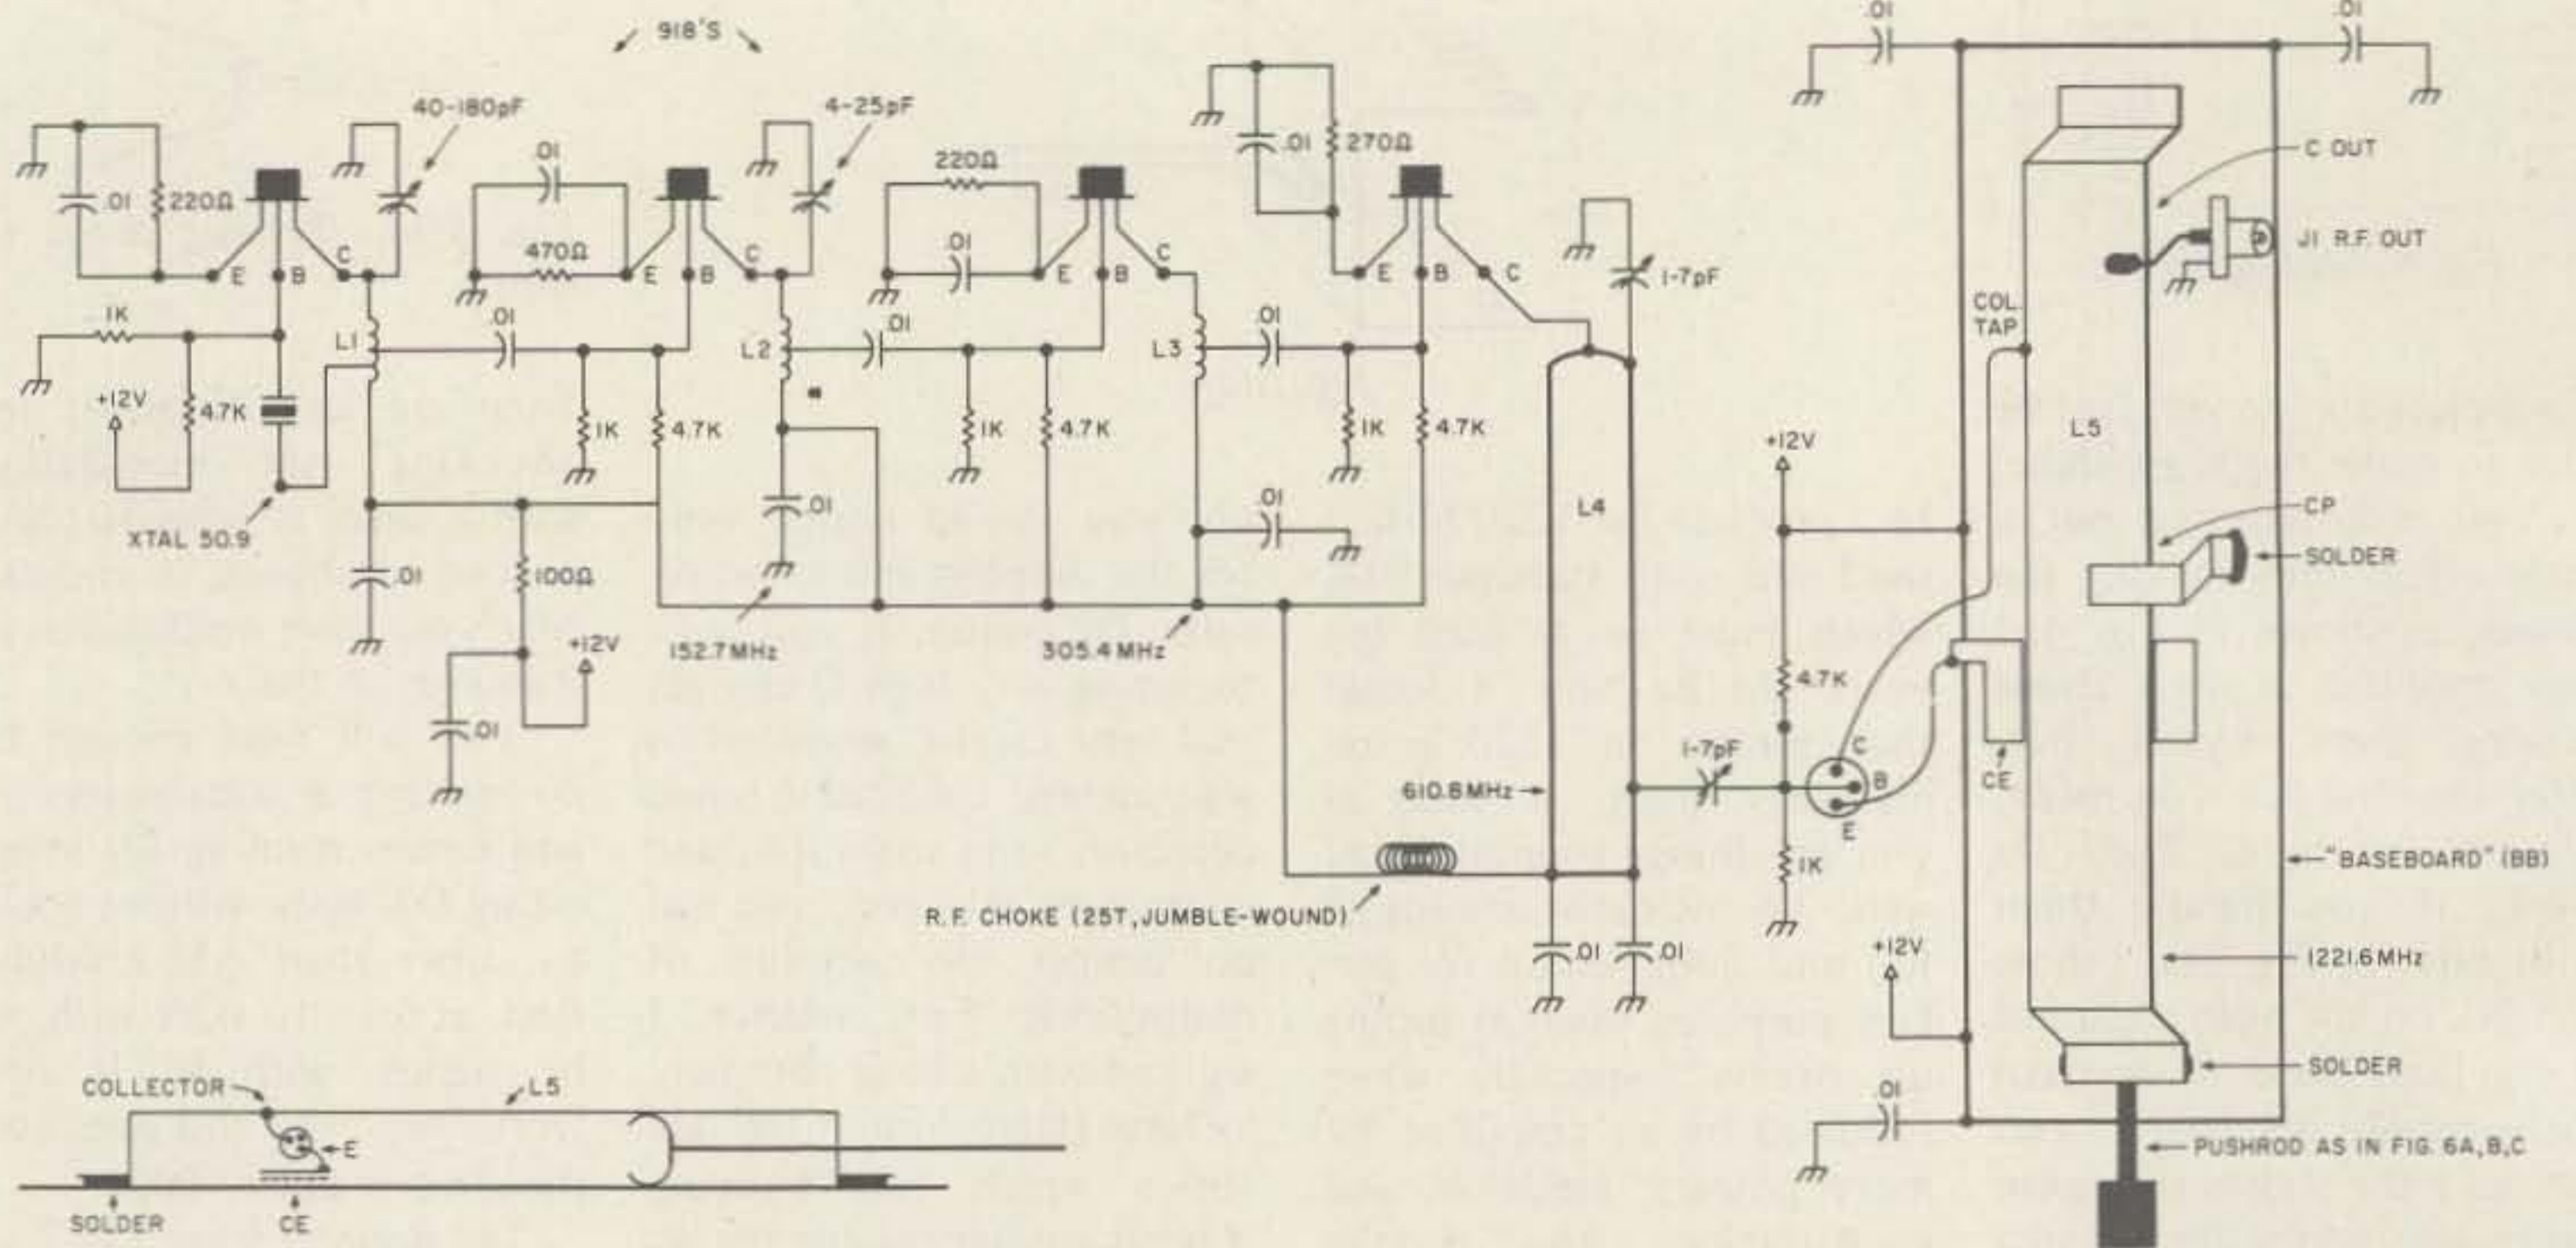 918'S
.01
.01
40-180pF
4-25pF
.01
220Ω
.01
270Ω
C OUT
.01
220Ω
470Ω
.01
C
C
C
J1 R.F. OUT
E
B
E
B
E
B
E
B
C
1-7pF
1K
.01
.01
.01
COL.
TAP
L1
L2
L3
+12V
4.7K
1K
4.7K
"
1K
4.7K
1K
4.7K
L5
+12V
XTAL 50.9
.01
.01
L4
CP
SOLDER
.01
100Ω
+12V
152.7MHz
305.4MHz
4.7K
.01
1-7pF
C
B
E
CE
610.8MHz
1K
"BASEBOARD" (BB)
R.F. CHOKE (25T, JUMBLE-WOUND)
.01
.01
+12V
1221.6MHz
SOLDER
COLLECTOR
L5
.01
E
PUSHROD AS IN FIG. 6A,B,C
SOLDER
CE